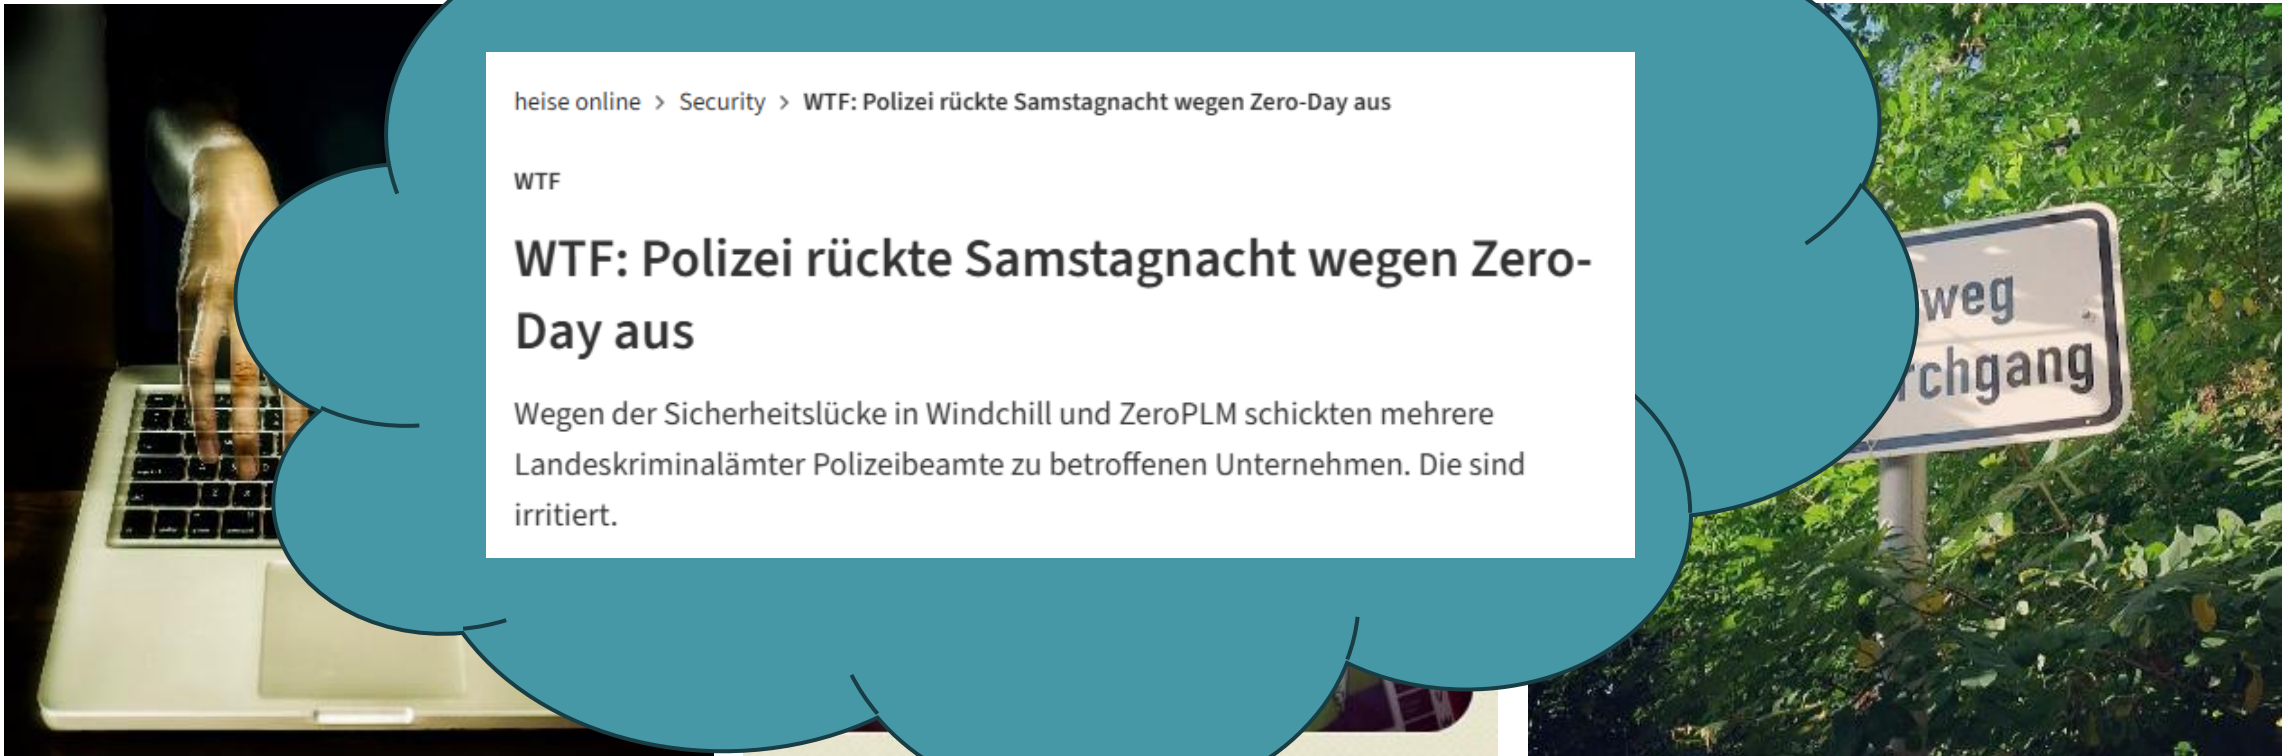 heise online > Security > WTF: Polizei rückte Samstagnacht wegen Zero-Day aus
WTF
WTF: Polizei rückte Samstagnacht wegen Zero-
Day aus
Wegen der Sicherheitslücke in Windchill und ZeroPLM schickten mehrere
Landeskriminalämter Polizeibeamte zu betroffenen Unternehmen. Die sind
irritiert.
weg
rchgang